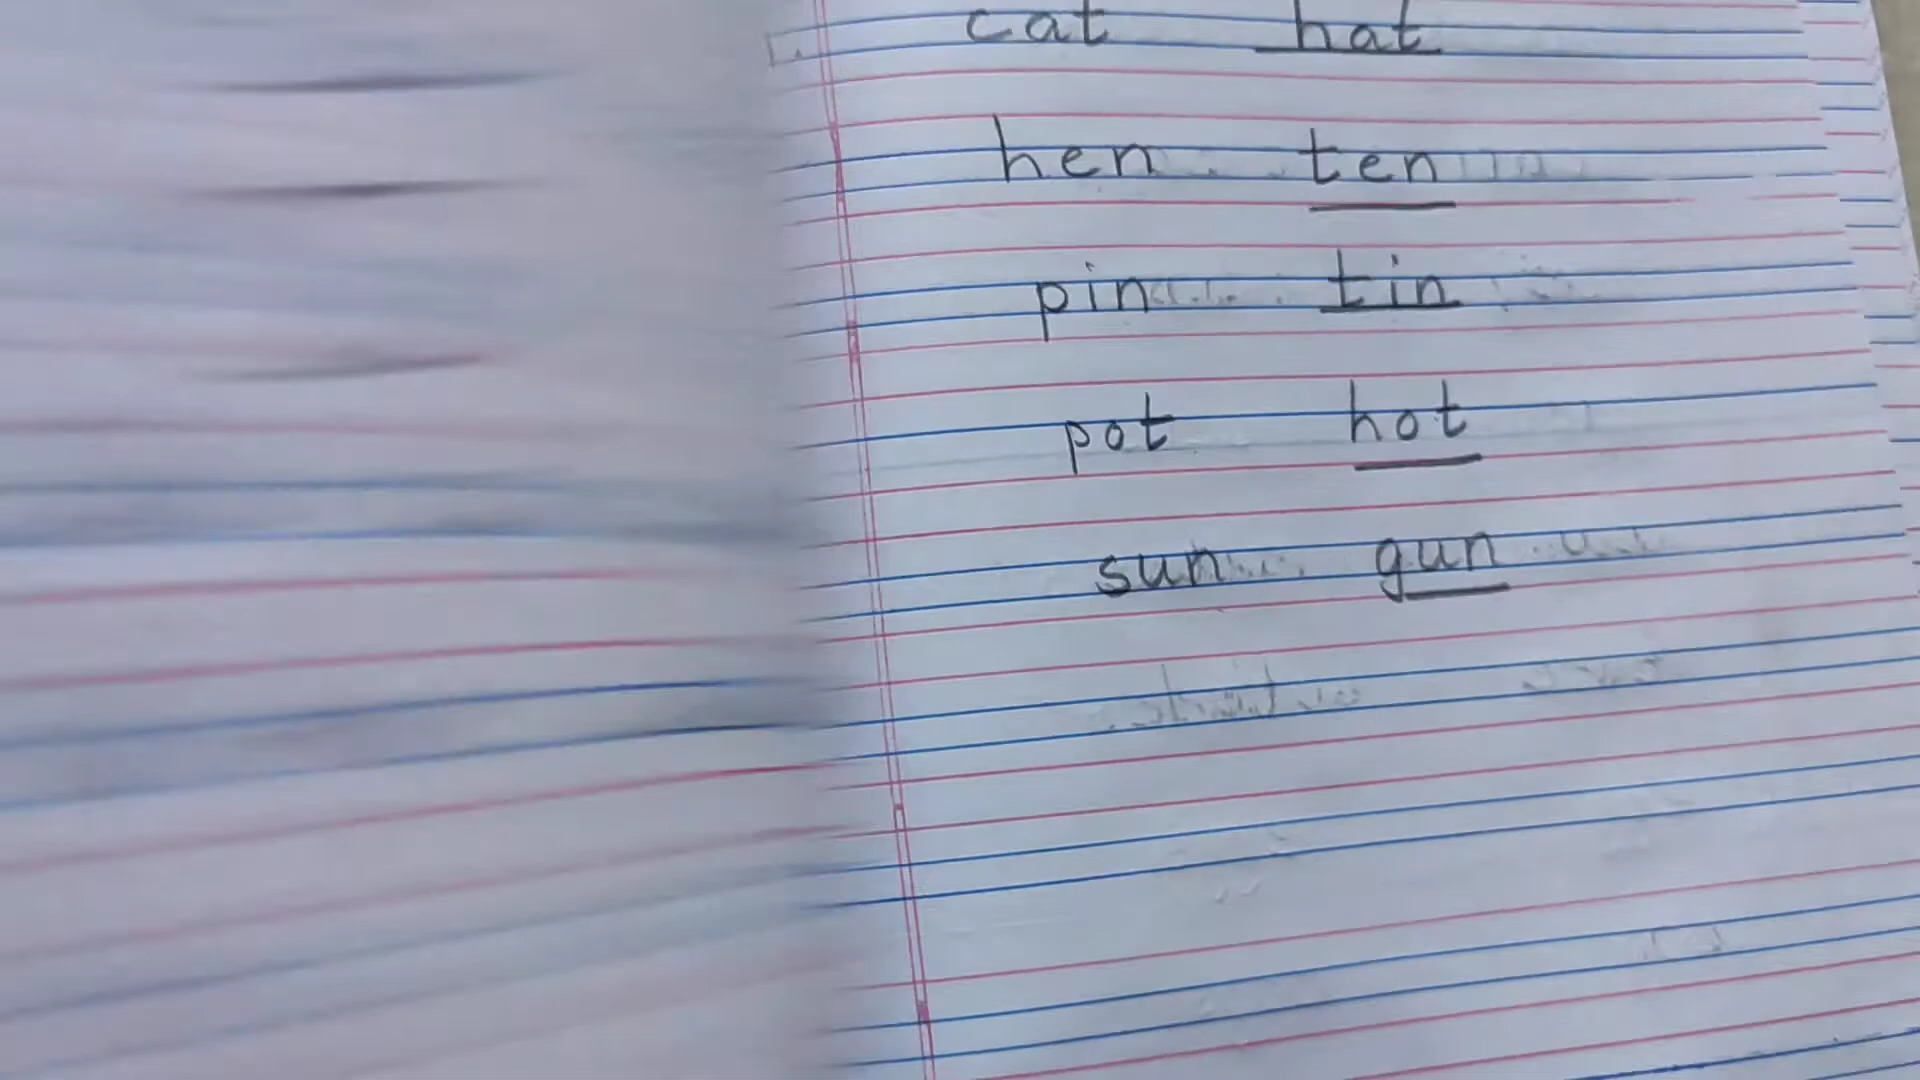 cat hat
hen ten
pin tin
pot hot
sun gun